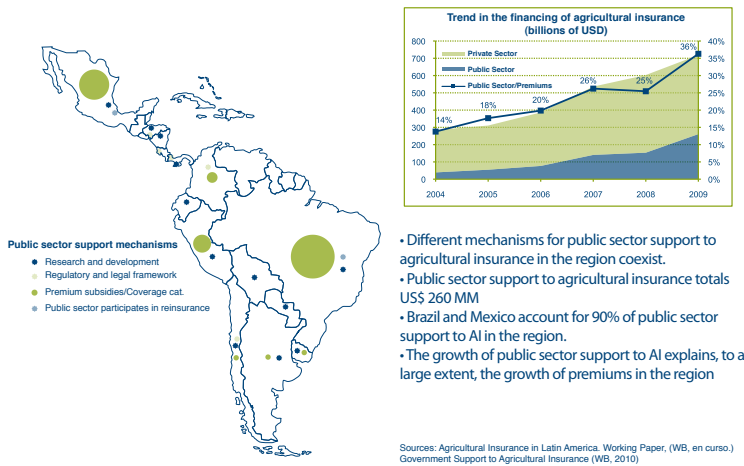 Trend in the financing of agricultural insurance
(billions of USD)
800
700
600
500
400
300
200
100
0
40%
35%
30%
25%
20%
15%
10%
5%
0%
Private Sector
Public Sector
Public Sector/Premiums
14%
18%
20%
26%
25%
36%
2004
2005
2006
2007
2008
2009
Public sector support mechanisms
Research and development
Regulatory and legal framework
Premium subsidies/Coverage cat.
Public sector participates in reinsurance
• Different mechanisms for public sector support to
agricultural insurance in the region coexist.
• Public sector support to agricultural insurance totals
US$ 260 MM
• Brazil and Mexico account for 90% of public sector
support to AI in the region.
• The growth of public sector support to AI explains, to a
large extent, the growth of premiums in the region
Sources: Agricultural Insurance in Latin America. Working Paper, (WB, en curso.)
Government Support to Agricultural Insurance (WB, 2010)